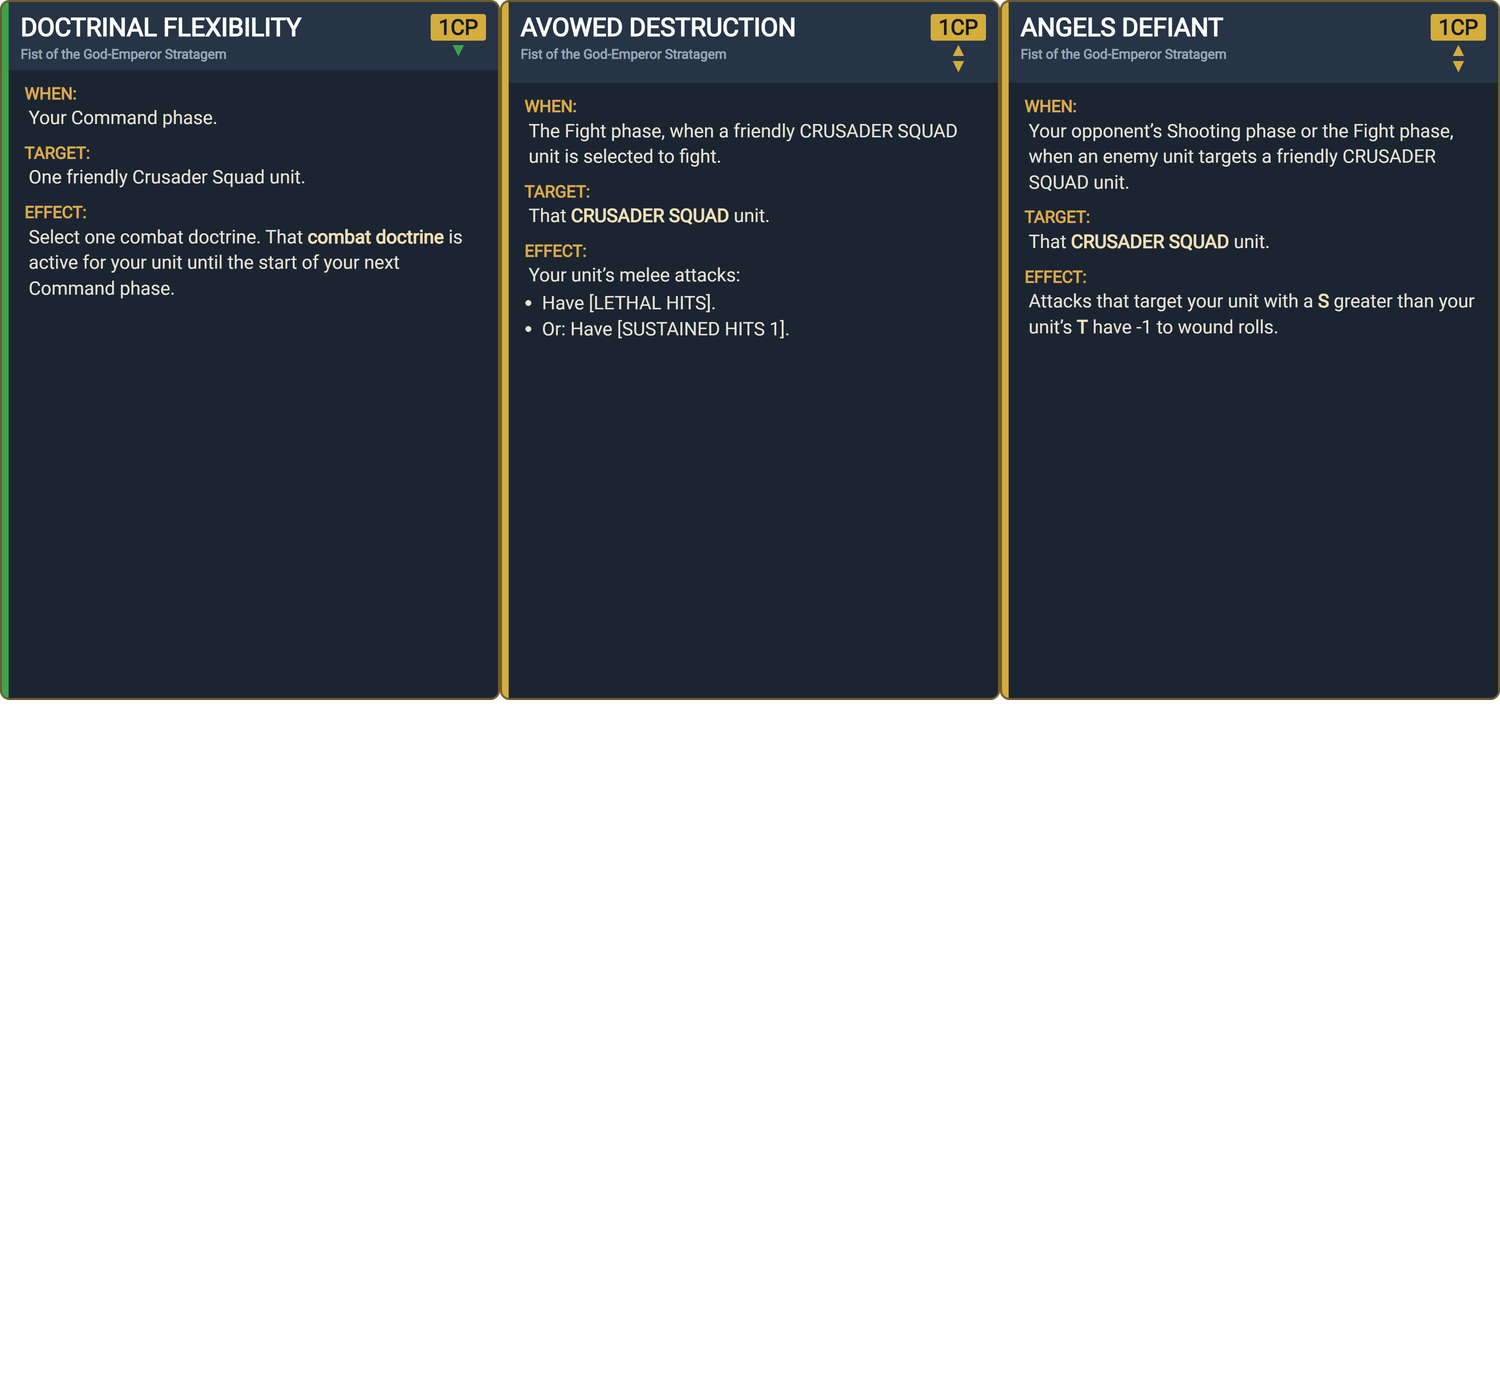 DOCTRINAL FLEXIBILITY
1CP
Fist of the God-Emperor Stratagem
WHEN:
Your Command phase.
TARGET:
One friendly Crusader Squad unit.
EFFECT:
Select one combat doctrine. That combat doctrine is
active for your unit until the start of your next
Command phase.
AVOWED DESTRUCTION
1CP
Fist of the God-Emperor Stratagem
WHEN:
The Fight phase, when a friendly CRUSADER SQUAD
unit is selected to fight.
TARGET:
That CRUSADER SQUAD unit.
EFFECT:
Your unit’s melee attacks:
• Have [LETHAL HITS].
• Or: Have [SUSTAINED HITS 1].
ANGELS DEFIANT
1CP
Fist of the God-Emperor Stratagem
WHEN:
Your opponent’s Shooting phase or the Fight phase,
when an enemy unit targets a friendly CRUSADER
SQUAD unit.
TARGET:
That CRUSADER SQUAD unit.
EFFECT:
Attacks that target your unit with a S greater than your
unit’s T have -1 to wound rolls.